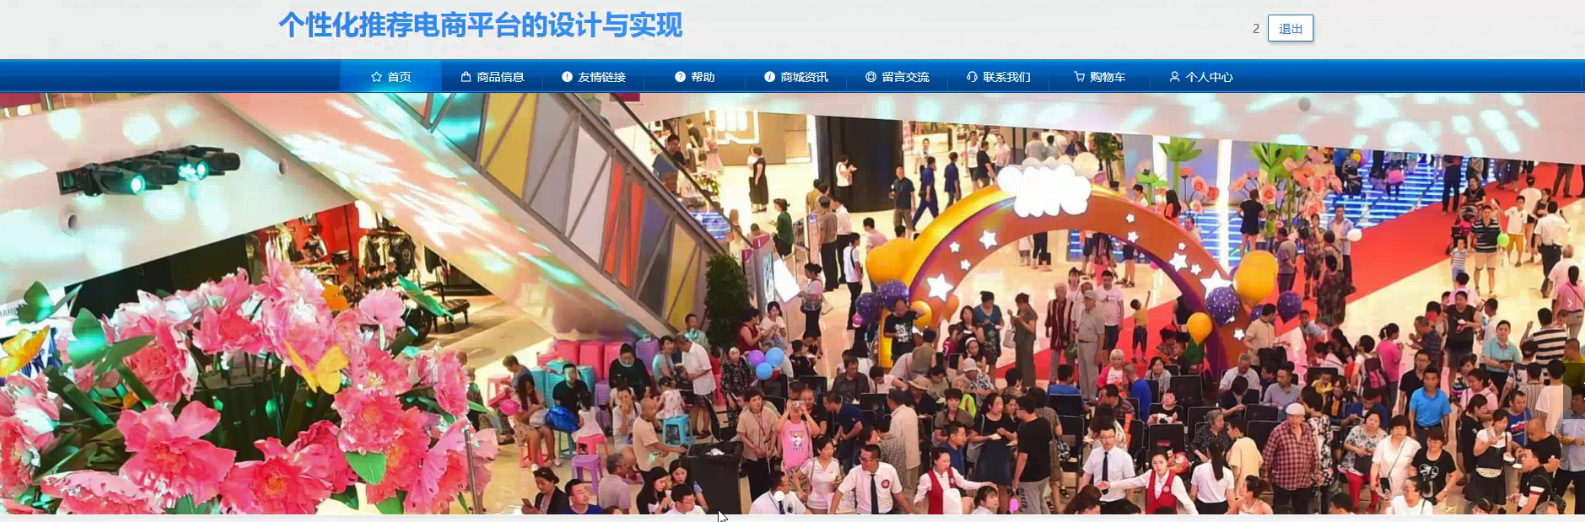 个性化推荐电商平台的设计与实现
2 退出
首页 商品信息 友情链接 帮助 商城资讯 留言交流 联系我们 购物车 个人中心